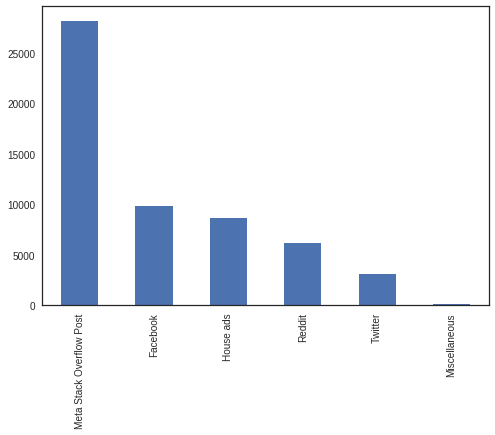 25000
20000
15000
10000
5000
0
Meta Stack Overflow Post
Facebook
House ads
Reddit
Twitter
Miscellaneous